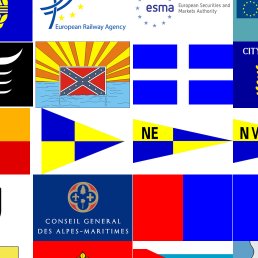 European Railway Agency
esma
European Securities and
Markets Authority
CITY
NE
N
CONSEIL GENERAL
DES ALPES-MARITIMES